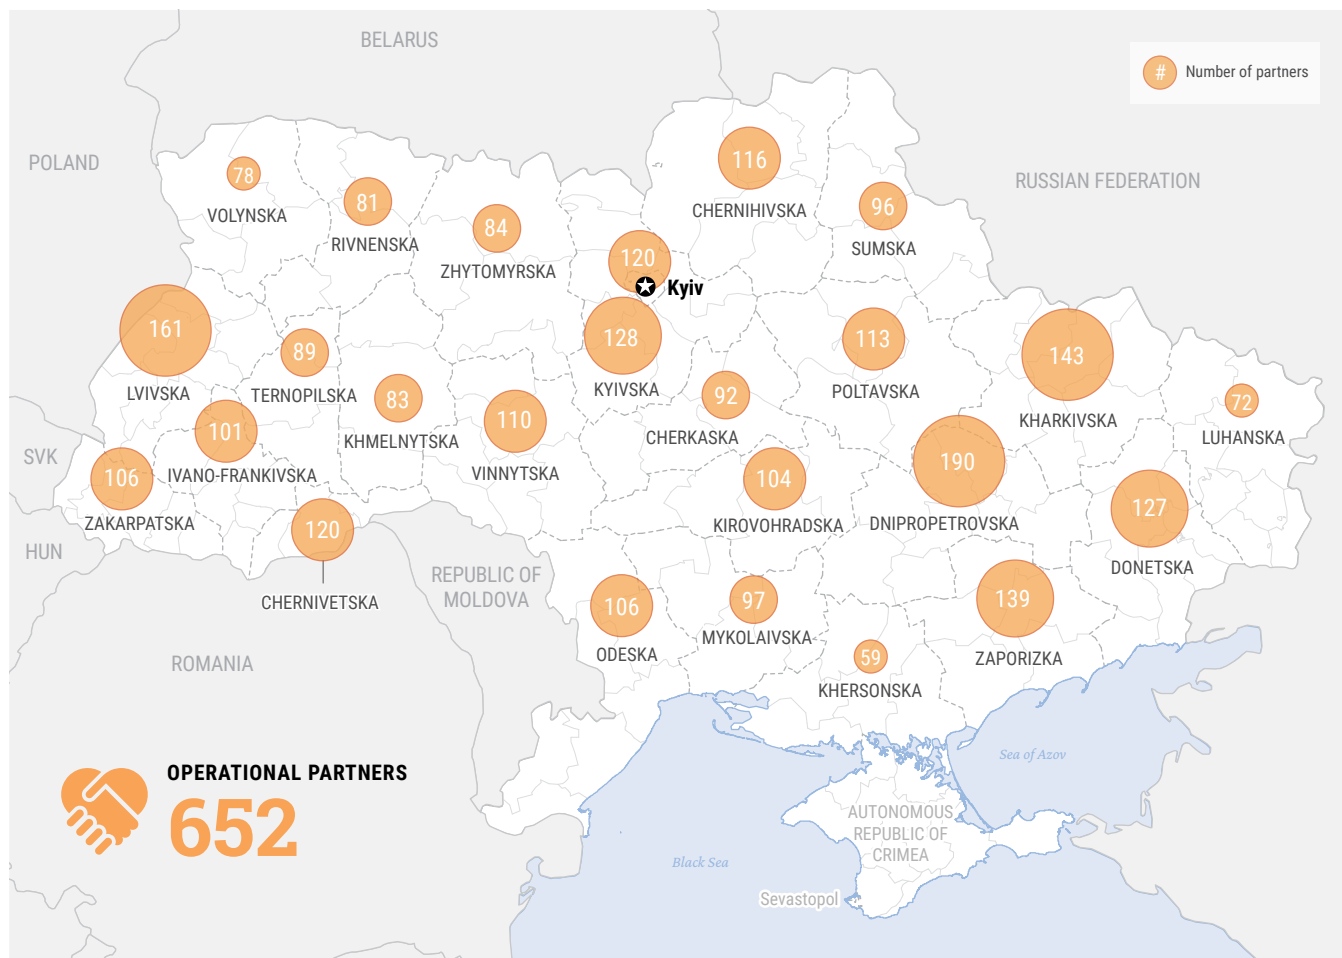 BELARUS
#
Number of partners
POLAND
RUSSIAN FEDERATION
116
CHERNIHIVSKA
78
VOLYNSKA
81
RIVNENSKA
96
SUMSKA
84
ZHYTOMYRSKA
120
Kyiv
161
LVIVSKA
128
KYIVSKA
113
POLTAVSKA
143
KHARKIVSKA
89
TERNOPILSKA
83
KHMELNYTSKA
92
CHERKASKA
72
LUHANSKA
101
IVANO-FRANKIVSKA
110
VINNYTSKA
SVK
106
ZAKARPATSKA
104
KIROVOHRADSKA
190
DNIPROPETROVSKA
127
DONETSKA
HUN
120
CHERNIVETSKA
REPUBLIC OF
MOLDOVA
106
ODESKA
97
MYKOLAIVSKA
139
ZAPORIZKA
59
KHERSONSKA
ROMANIA
Sea of Azov
OPERATIONAL PARTNERS
652
AUTONOMOUS
REPUBLIC OF
CRIMEA
Black Sea
Sevastopol